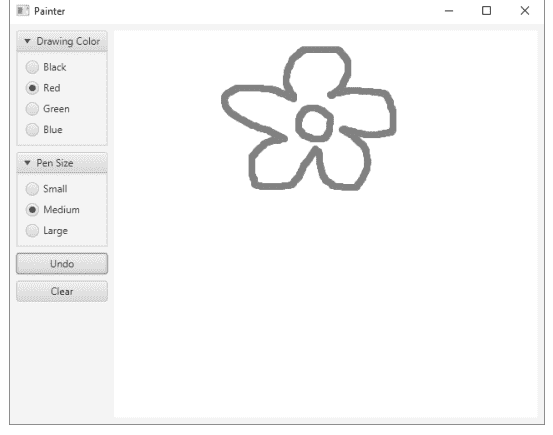 Painter
Drawing Color
Black
Red
Green
Blue
Pen Size
Small
Medium
Large
Undo
Clear